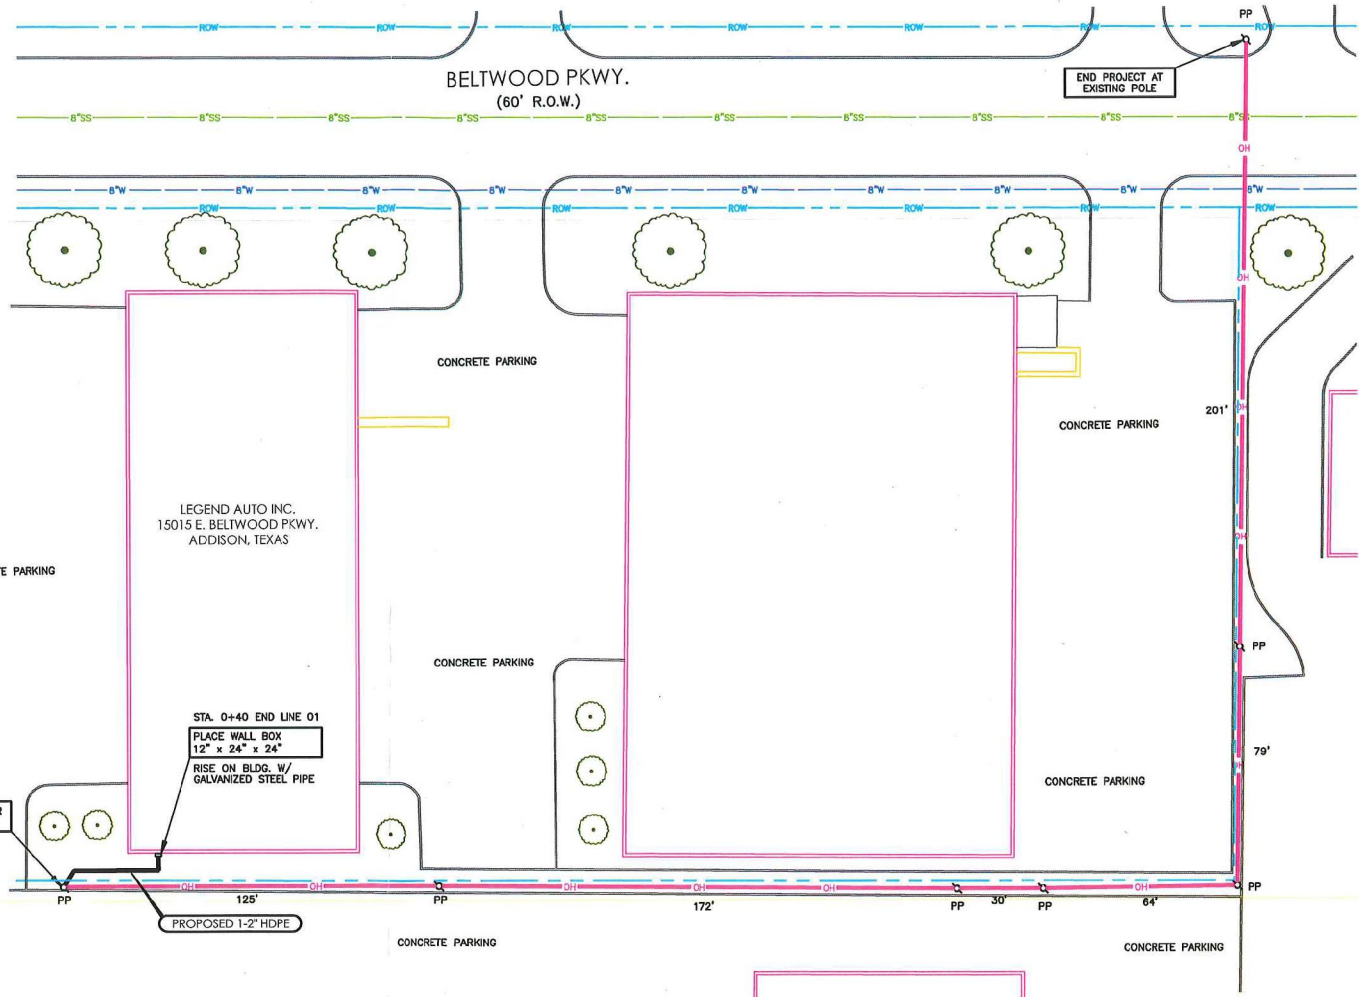 PP
ROW ROW ROW ROW ROW ROW ROW ROW
END PROJECT AT
EXISTING POLE
BELTWOOD PKWY.
(60' R.O.W.)
8"SS 8"SS 8"SS 8"SS 8"SS 8"SS 8"SS 8"SS 8"SS 8"SS
OH
8"W 8"W 8"W 8"W 8"W 8"W 8"W 8"W 8"W 8"W
ROW ROW ROW ROW ROW ROW ROW ROW
OH
CONCRETE PARKING
201'
OH
CONCRETE PARKING
LEGEND AUTO INC.
15015 E. BELTWOOD PKWY.
ADDISON, TEXAS
OH
E PARKING
PP
CONCRETE PARKING
STA. 0+40 END LINE 01
PLACE WALL BOX
12" x 24" x 24"
RISE ON BLDG. W/
GALVANIZED STEEL PIPE
79'
OH
CONCRETE PARKING
R
OH OH OH OH OH OH
PP
PP 125' PP 172' PP 30' PP 64'
PROPOSED 1-2" HDPE
CONCRETE PARKING
CONCRETE PARKING